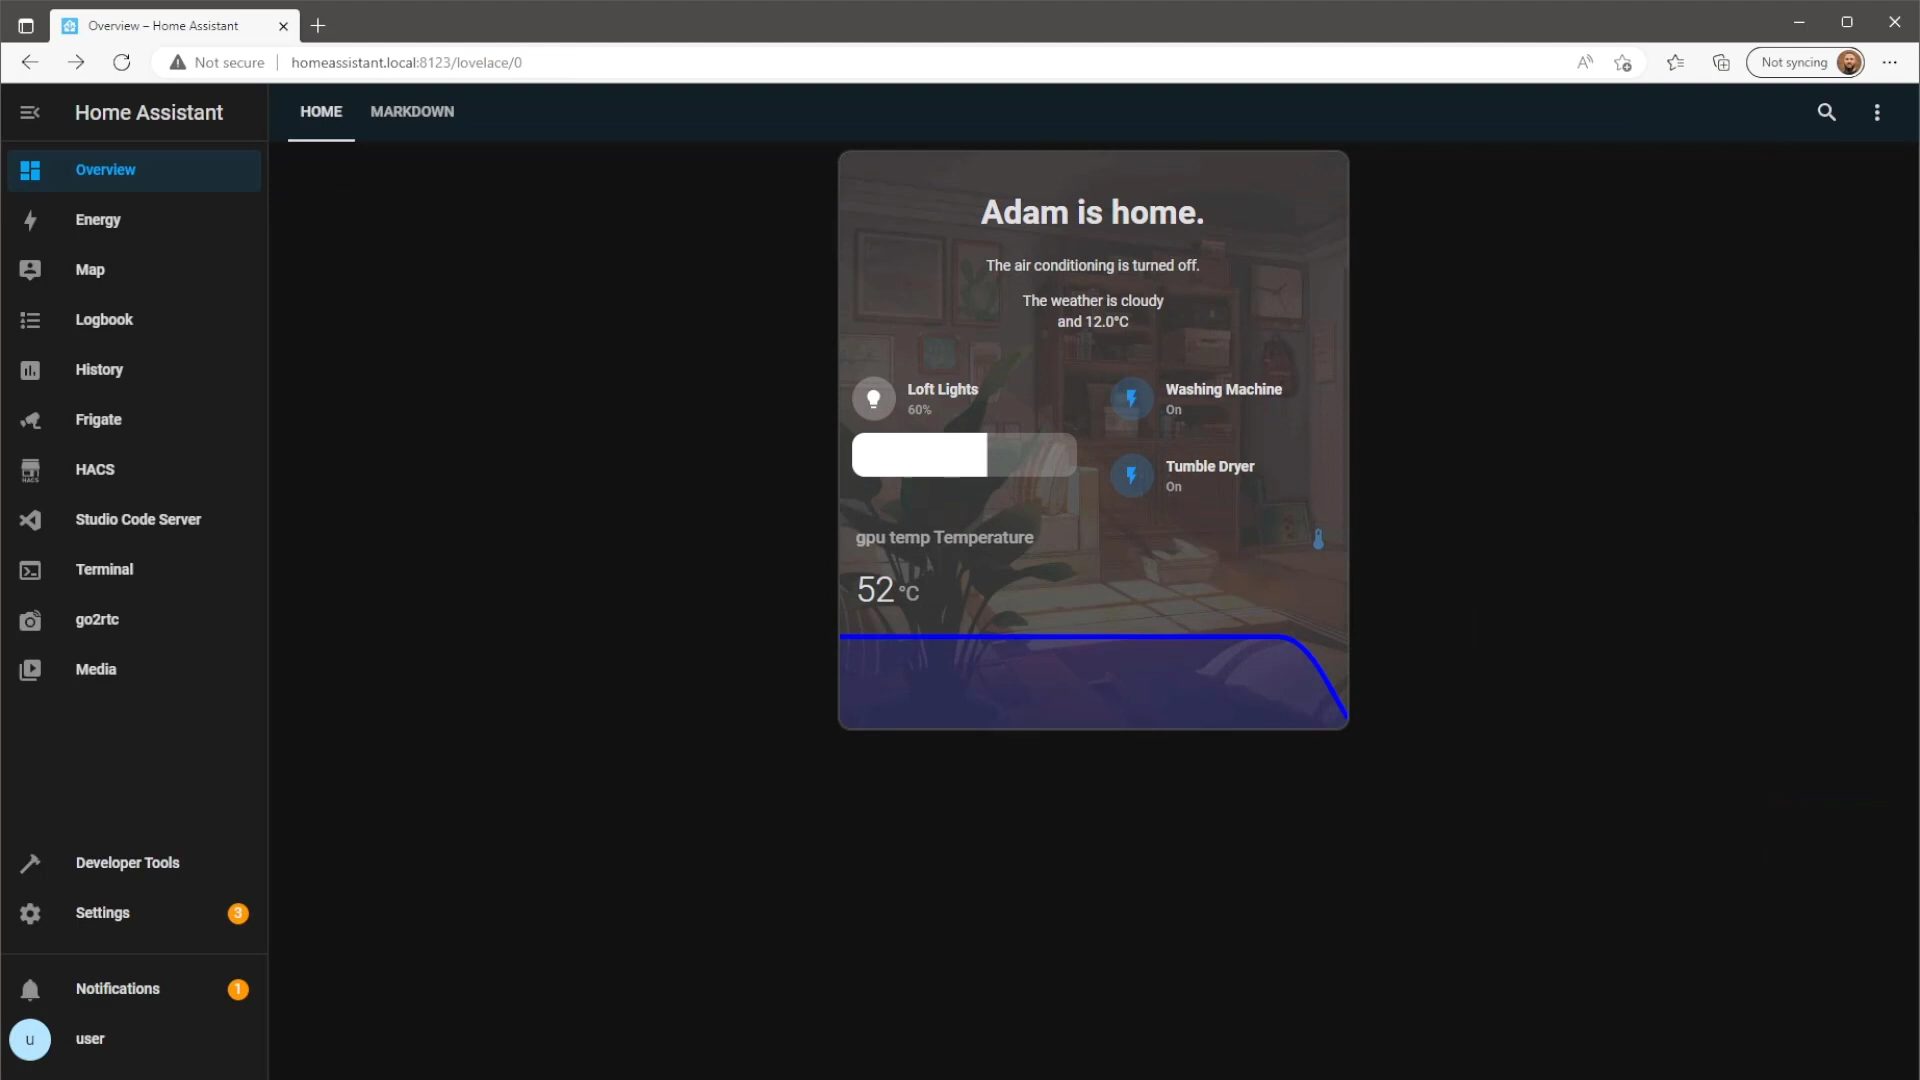 Overview – Home Assistant
Not secure
homeassistant.local:8123/lovelace/0
Not syncing
Home Assistant
HOME
MARKDOWN
Overview
Energy
Map
Logbook
History
Frigate
HACS
HACS
Studio Code Server
Terminal
go2rtc
Media
Developer Tools
Settings
3
Notifications
1
u
user
Adam is home.
The air conditioning is turned off.
The weather is cloudy
and 12.0°C
Loft Lights
60%
Washing Machine
On
Tumble Dryer
On
gpu temp Temperature
52 °C